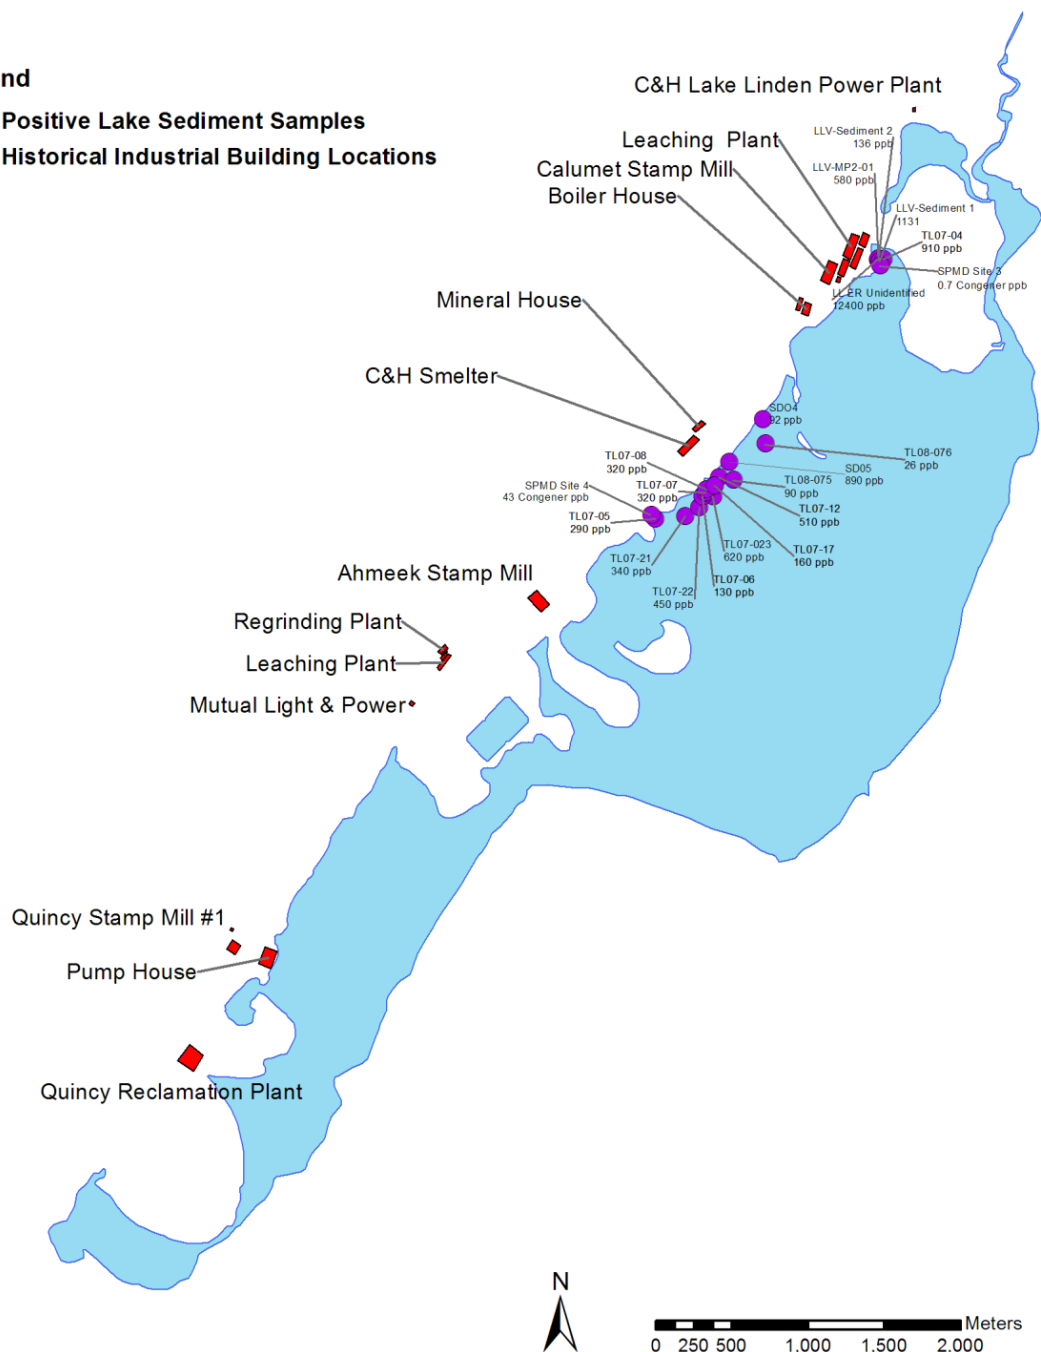 nd
Positive Lake Sediment Samples
Historical Industrial Building Locations
C&H Lake Linden Power Plant
Leaching Plant
Calumet Stamp Mill
Boiler House
LLV-Sediment 2
136 ppb
LLV-MP2-01
580 ppb
LLV-Sediment 1
1131
TL07-04
910 ppb
SPMD Site 3
0.7 Congener ppb
LL ER Unidentified
12400 ppb
Mineral House
C&H Smelter
SDO4
92 ppb
TL08-076
26 ppb
SD05
890 ppb
TL07-08
320 ppb
TL08-075
90 ppb
TL07-07
320 ppb
SPMD Site 4
43 Congener ppb
TL07-12
510 ppb
TL07-05
290 ppb
TL07-023
620 ppb
TL07-17
160 ppb
TL07-21
340 ppb
TL07-06
130 ppb
TL07-22
450 ppb
Ahmeek Stamp Mill
Regrinding Plant
Leaching Plant
Mutual Light & Power
Quincy Stamp Mill #1
Pump House
Quincy Reclamation Plant
N
Meters
0 250 500 1,000 1,500 2,000